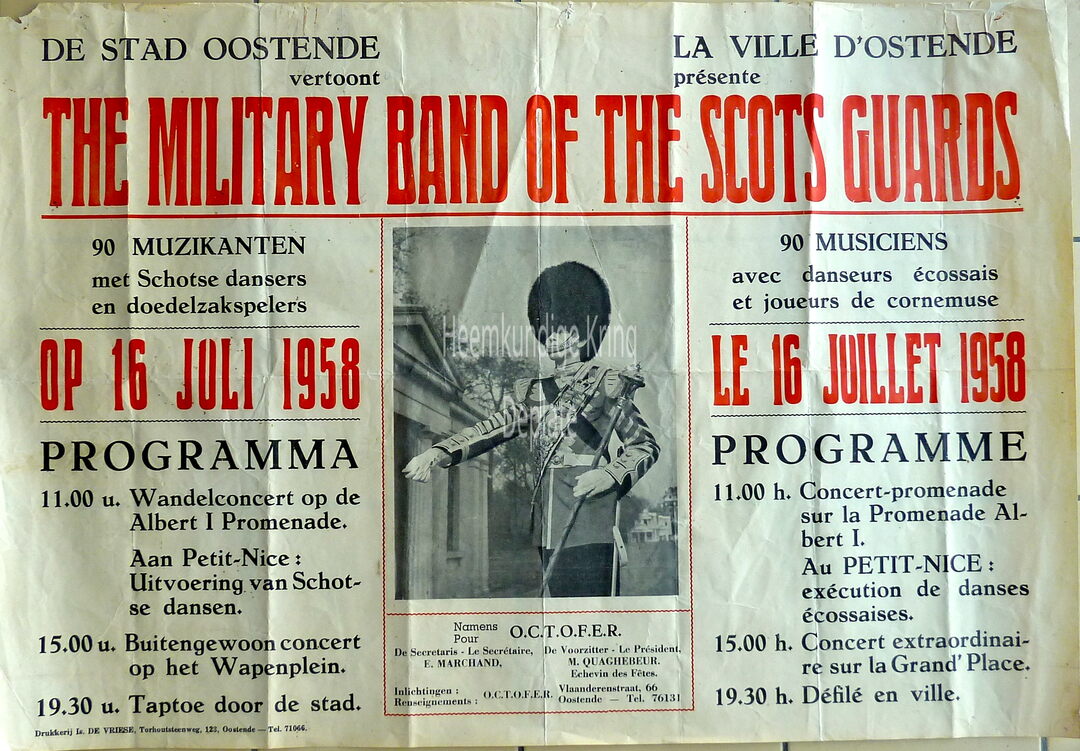 DE STAD OOSTENDE
vertoont
LA VILLE D'OSTENDE
présente
THE MILITARY BAND OF THE SCOTS GUARDS
90 MUZIKANTEN
met Schotse dansers
en doedelzakspelers
OP 16 JULI 1958
PROGRAMMA
11.00 u. Wandelconcert op de
Albert I Promenade.
Aan Petit-Nice :
Uitvoering van Schot-
se dansen.
15.00 u. Buitengewoon concert
op het Wapenplein.
19.30 u. Taptoe door de stad.
Drukkerij Is. DE VRIESE, Torhoutsteenweg, 123, Oostende — Tel. 71066.
Heemkundige Kring
De
Namens
Pour
O.C.T.O.F.E.R.
De Secretaris - Le Secrétaire,
E. MARCHAND,
De Voorzitter - Le Président,
M. QUAGHEBEUR.
Echevin des Fêtes.
Inlichtingen :
Renseignements :
O.C.T.O.F.E.R.
Vlaanderenstraat, 66
Oostende — Tel. 76131
90 MUSICIENS
avec danseurs écossais
et joueurs de cornemuse
LE 16 JUILLET 1958
PROGRAMME
11.00 h. Concert-promenade
sur la Promenade Al-
bert I.
Au PETIT-NICE :
exécution de danses
écossaises.
15.00 h. Concert extraordinai-
re sur la Grand' Place.
19.30 h. Défilé en ville.